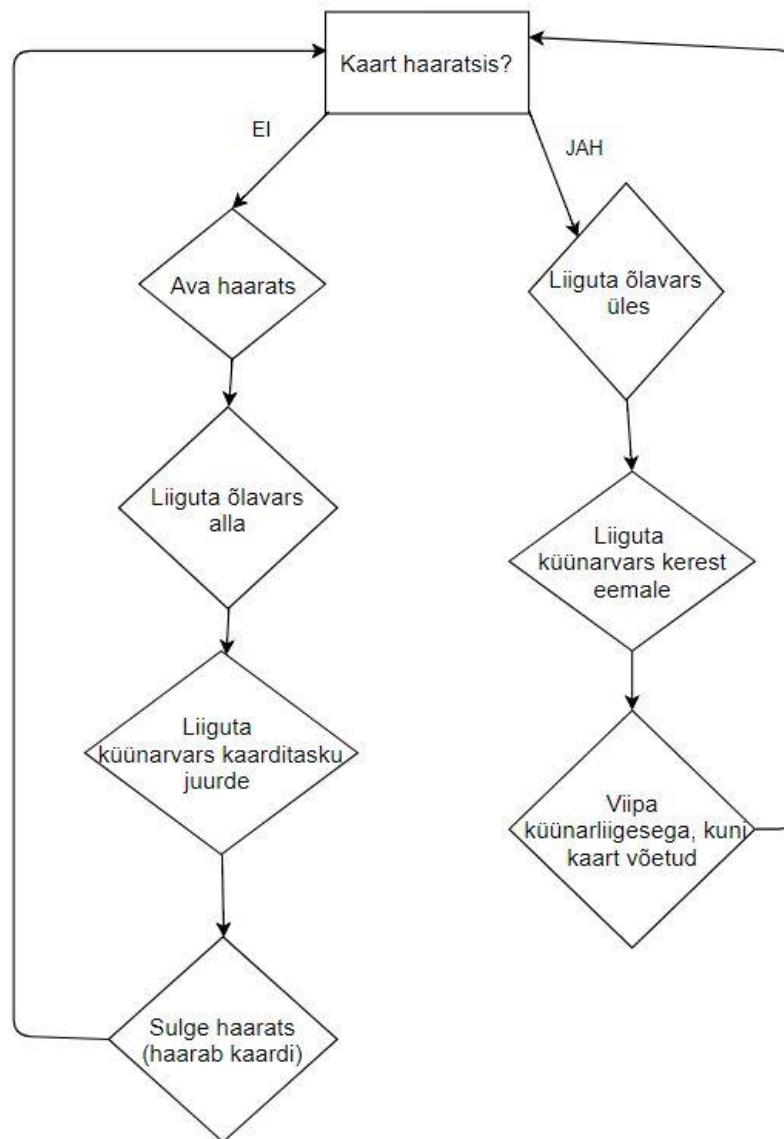 Kaart haaratsis?
EI
JAH
Ava haarats
Liiguta õlavars
alla
Liiguta
küünarvars kaarditasku
juurde
Sulge haarats
(haarab kaardi)
Liiguta õlavars
üles
Liiguta
küünarvars kerest
eemale
Viipa
küünarliigesega, kuni
kaart võetud